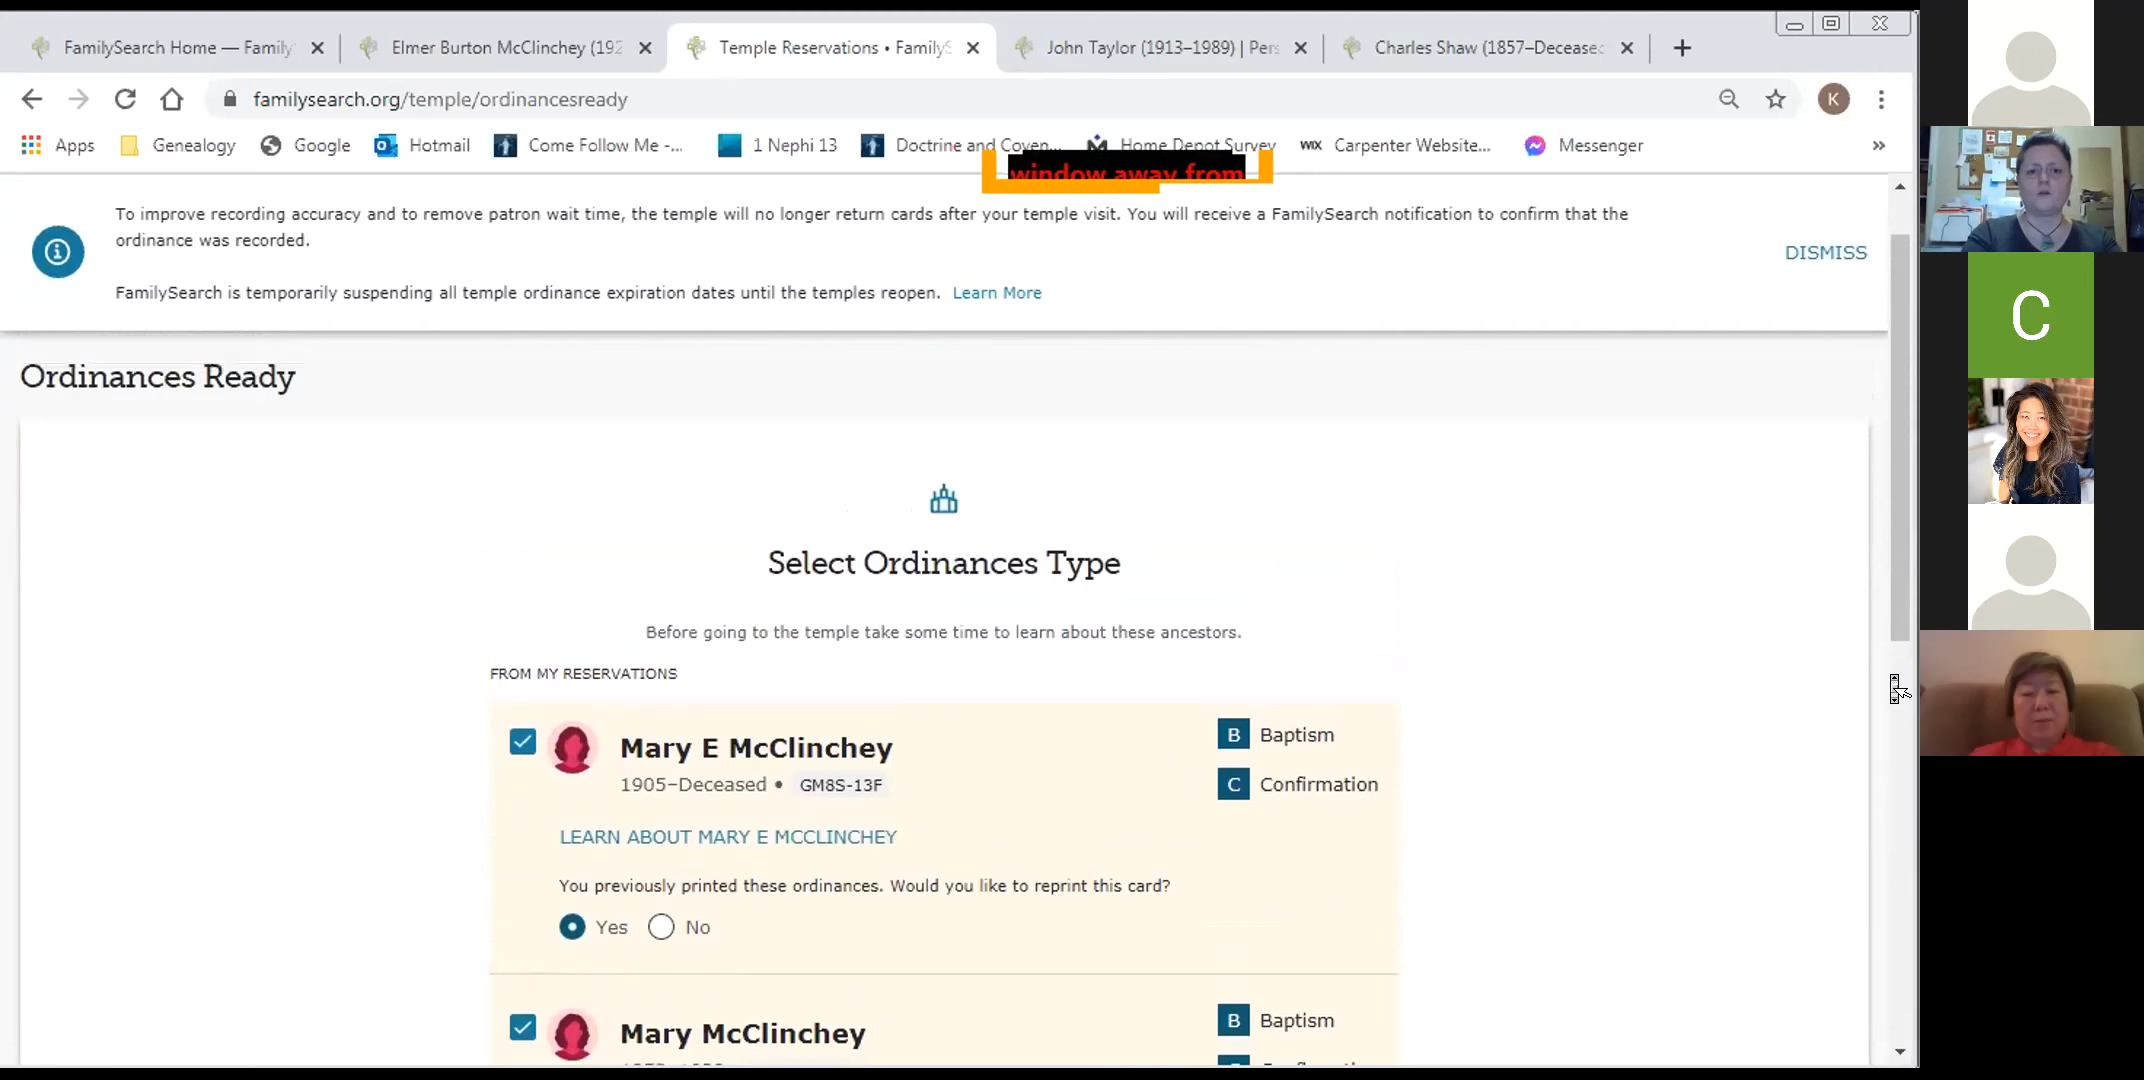 FamilySearch Home — Family
Elmer Burton McClinchey (192
Temple Reservations • FamilyS
John Taylor (1913–1989) | Pers
Charles Shaw (1857–Deceased
familysearch.org/temple/ordinancesready
K
Apps
Genealogy
Google
Hotmail
Come Follow Me -...
1 Nephi 13
Doctrine and Coven...
Home Depot Survey
WIX
Carpenter Website...
Messenger
»
window away from
To improve recording accuracy and to remove patron wait time, the temple will no longer return cards after your temple visit. You will receive a FamilySearch notification to confirm that the
ordinance was recorded.
DISMISS
FamilySearch is temporarily suspending all temple ordinance expiration dates until the temples reopen. Learn More
Ordinances Ready
Select Ordinances Type
Before going to the temple take some time to learn about these ancestors.
FROM MY RESERVATIONS
Mary E McClinchey
B Baptism
1905–Deceased • GM8S-13F
C Confirmation
LEARN ABOUT MARY E MCCLINCHEY
You previously printed these ordinances. Would you like to reprint this card?
Yes No
Mary McClinchey
B Baptism
C